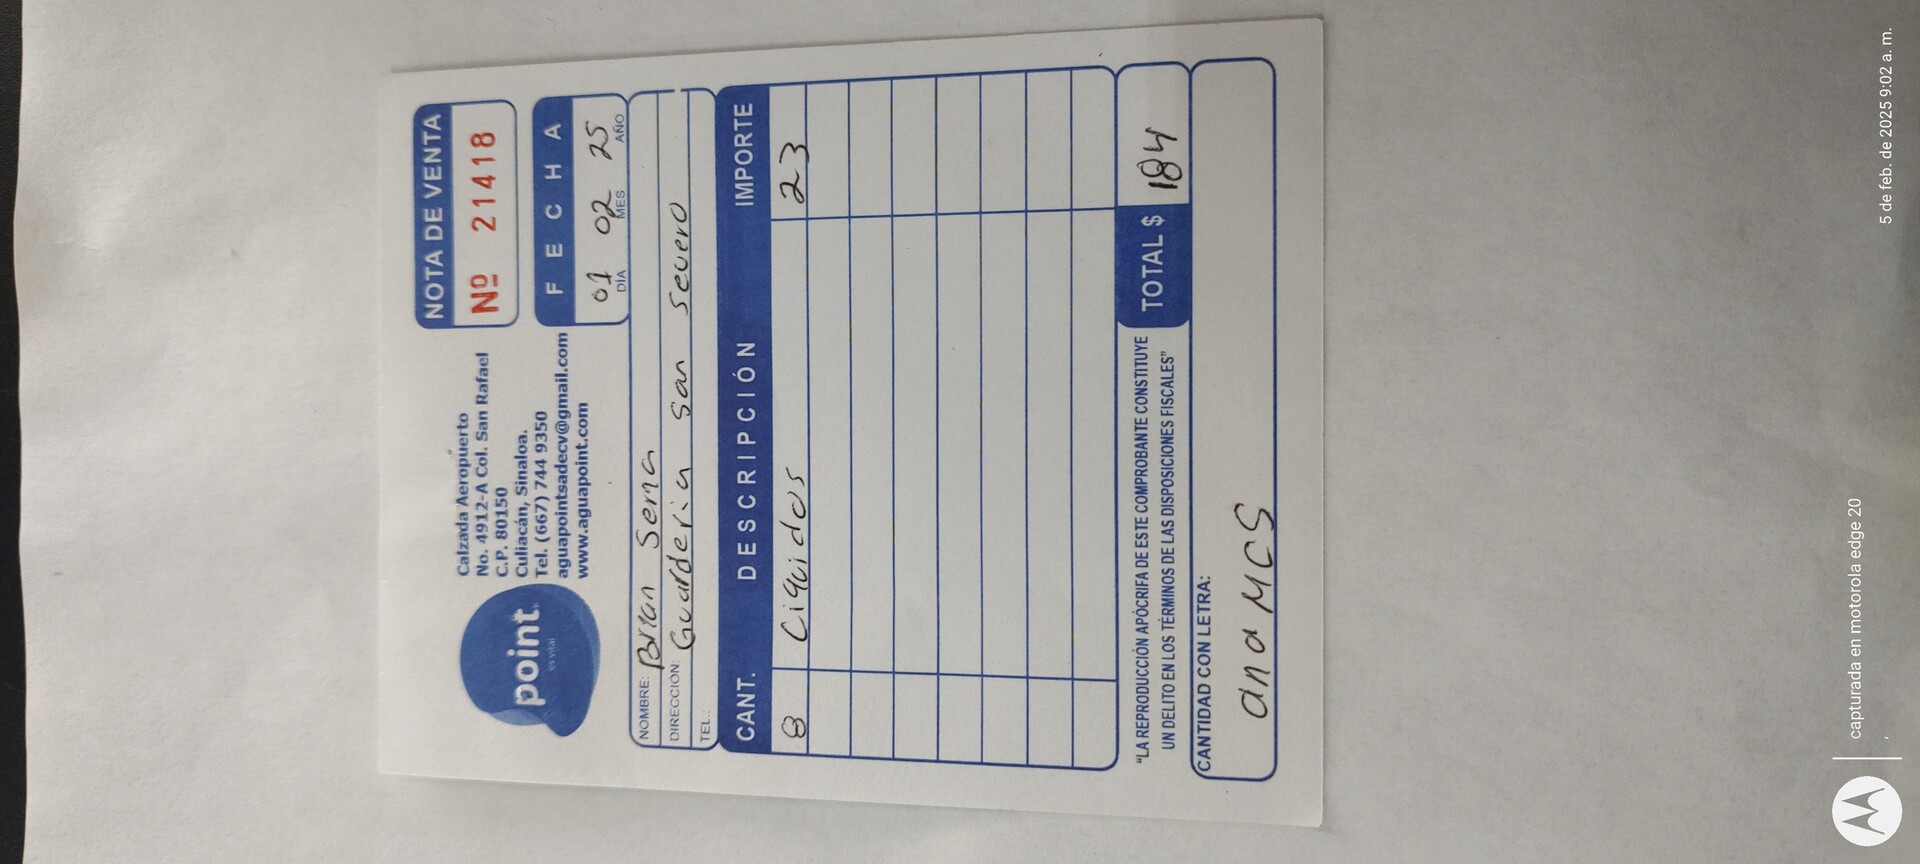 point
es vital
Calzada Aeropuerto
No. 4912-A Col. San Rafael
C.P. 80150
Culiacán, Sinaloa.
Tel. (667) 744 9350
aguapointsadecv@gmail.com
www.aguapoint.com
NOTA DE VENTA
Nº 21418
FECHA
01 02 25
DÍA MES AÑO
NOMBRE: Brian Serna
DIRECCIÓN: Guarderia San Severo
TEL.:
CANT. DESCRIPCIÓN IMPORTE
8 Liquidos 23
"LA REPRODUCCIÓN APÓCRIFA DE ESTE COMPROBANTE CONSTITUYE
UN DELITO EN LOS TÉRMINOS DE LAS DISPOSICIONES FISCALES"
TOTAL $ 184
CANTIDAD CON LETRA:
ana MCS
capturada en motorola edge 20
,
5 de feb. de 2025 9:02 a. m.